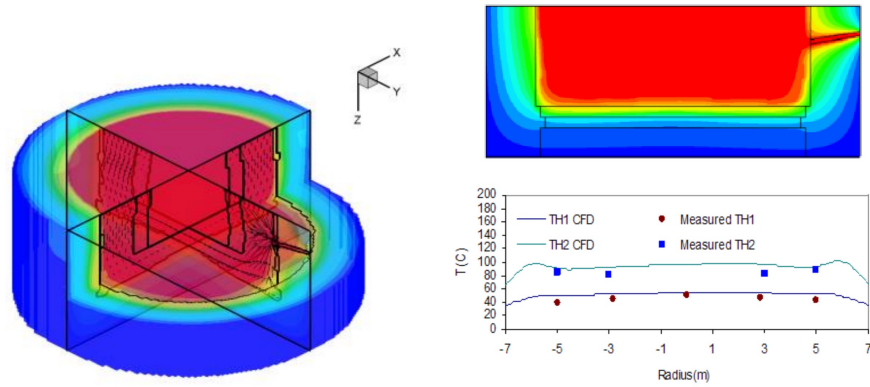 X
Y
Z
200
180
160
140
120
100
80
60
40
20
0
T(C)
TH1 CFD
Measured TH1
TH2 CFD
Measured TH2
-7 -5 -3 -1 1 3 5 7
Radius(m)